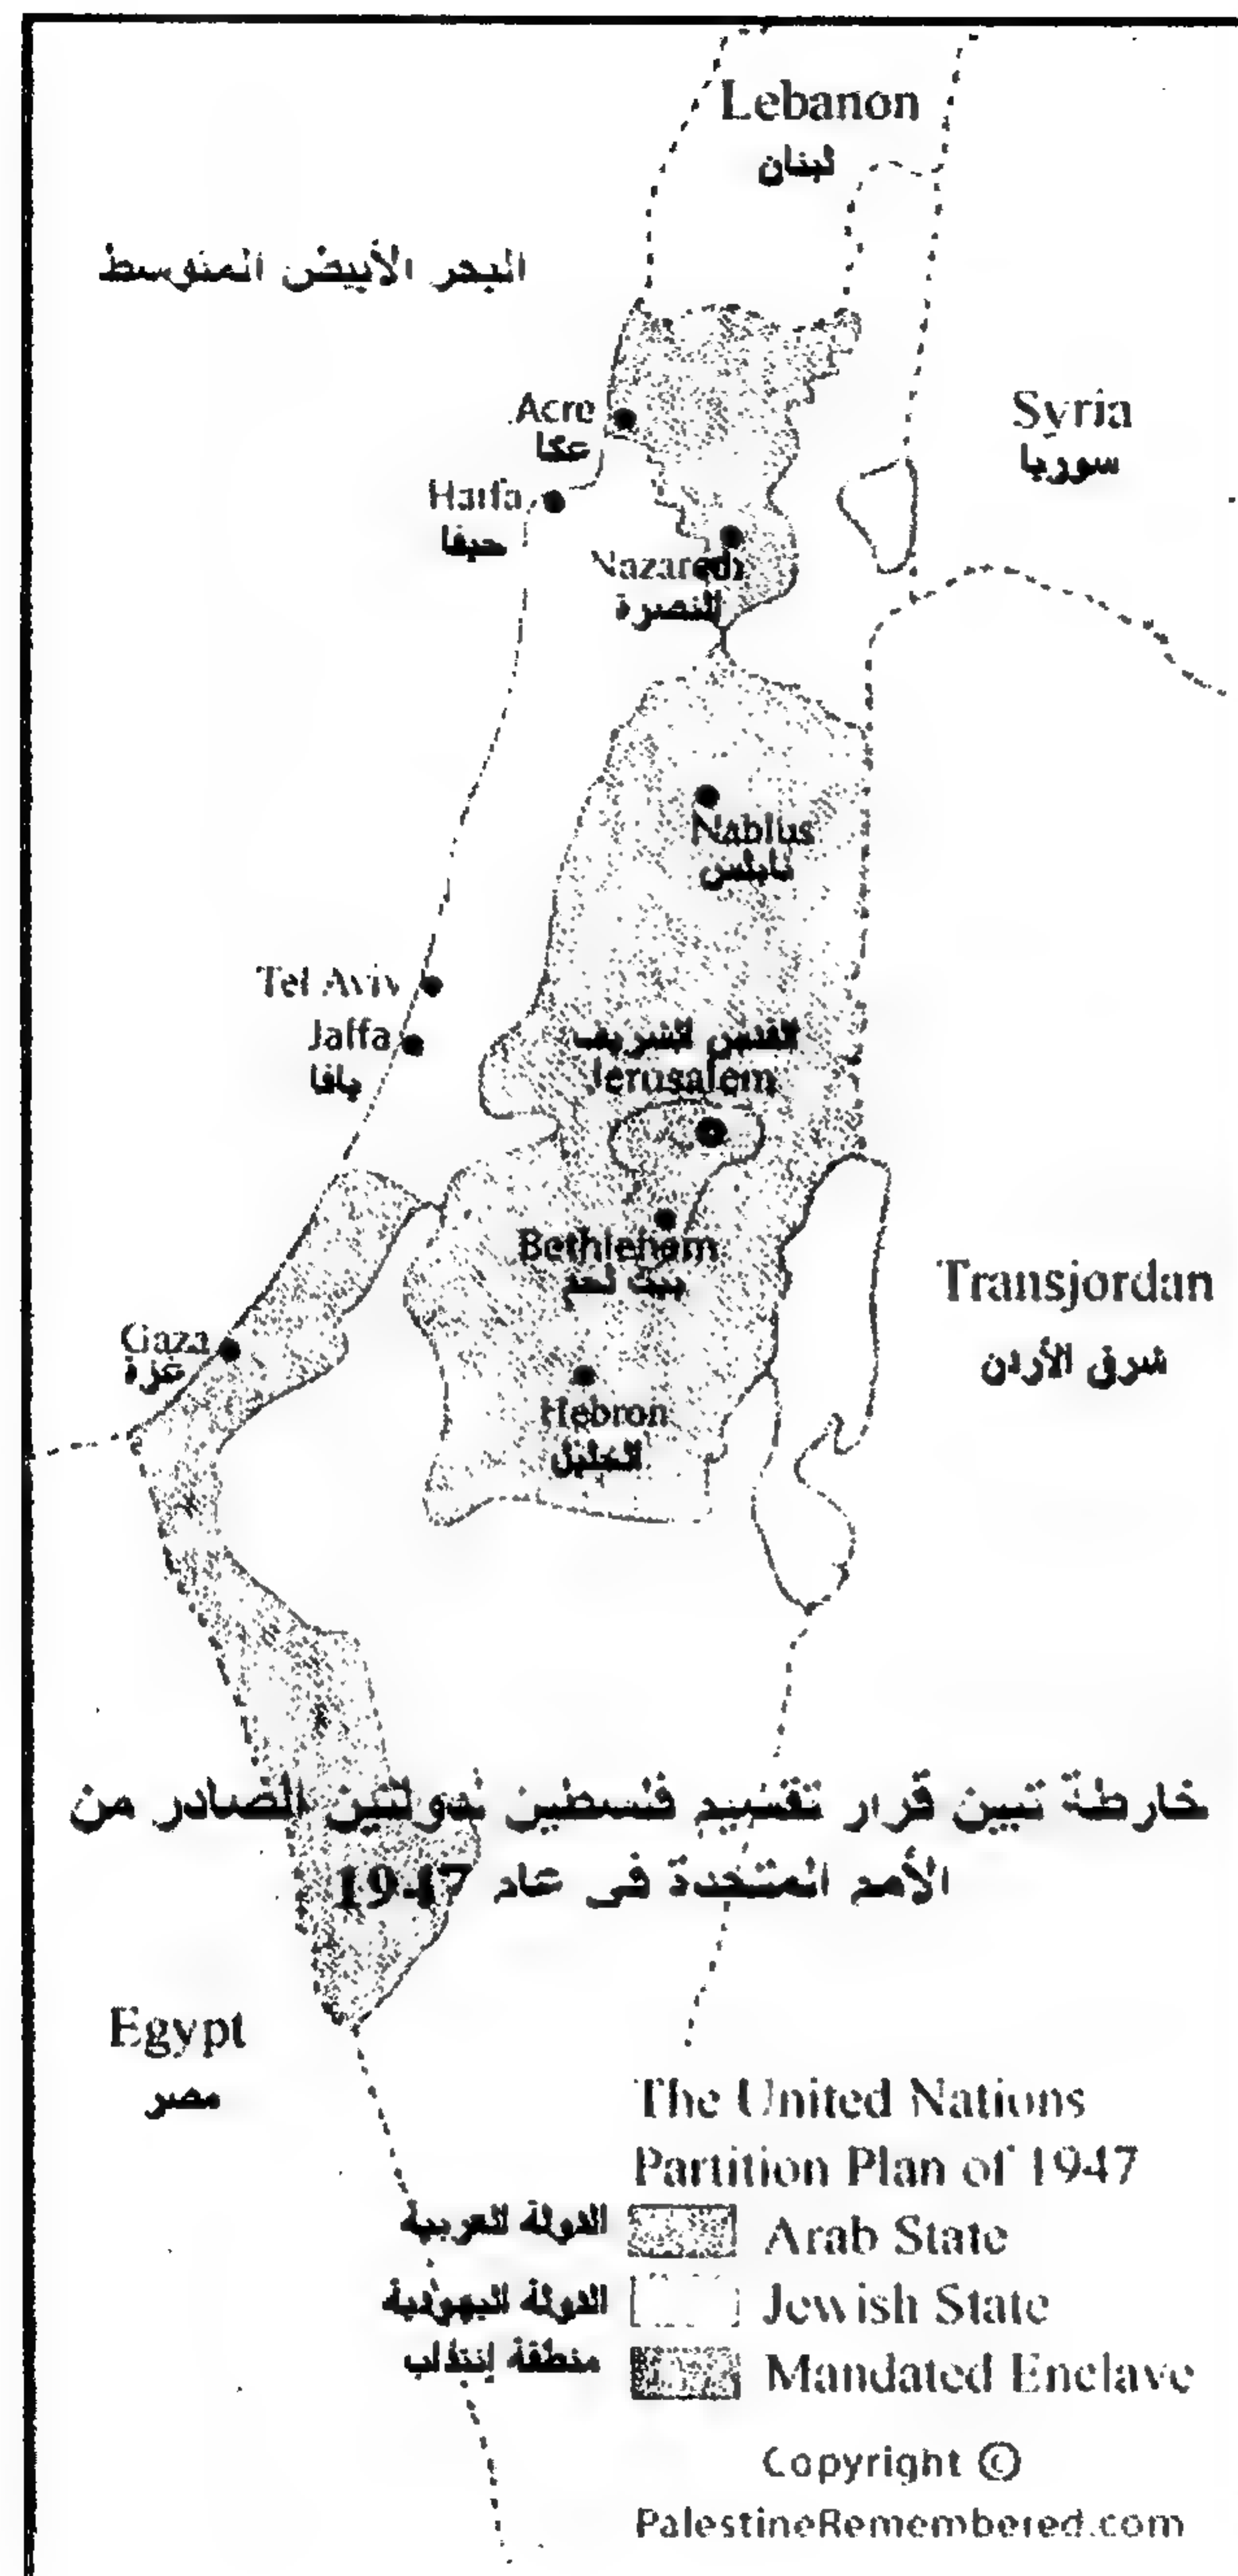 Lebanon
لبنان
البحر الأبيض المتوسط
Acre
عكا
Syria
سوريا
Haifa
حيفا
Nazareth
النصرة
Nablus
نابلس
Tel Aviv
Jaffa
يافا
القدس الشريف
Jerusalem
Bethlehem
بيت لحم
Transjordan
شرق الأردن
Gaza
غزة
Hebron
الخليل
خارطة تبين قرار تقسيم فلسطين لدولتين الصادر من
الأمم المتحدة في عام 1947
Egypt
مصر
The United Nations
Partition Plan of 1947
الدولة العربية Arab State
الدولة اليهودية Jewish State
منطقة إنتداب Mandated Enclave
Copyright ©
PalestineRemembered.com